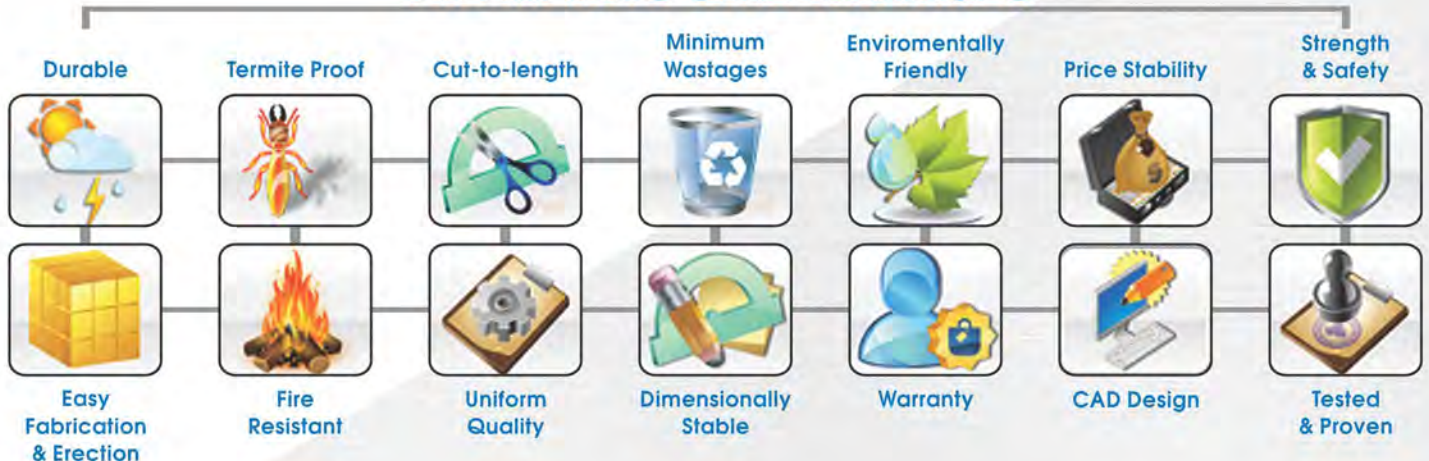 Durable
Termite Proof
Cut-to-length
Minimum
Wastages
Enviromentally
Friendly
Price Stability
Strength
& Safety
Easy
Fabrication
& Erection
Fire
Resistant
Uniform
Quality
Dimensionally
Stable
Warranty
CAD Design
Tested
& Proven